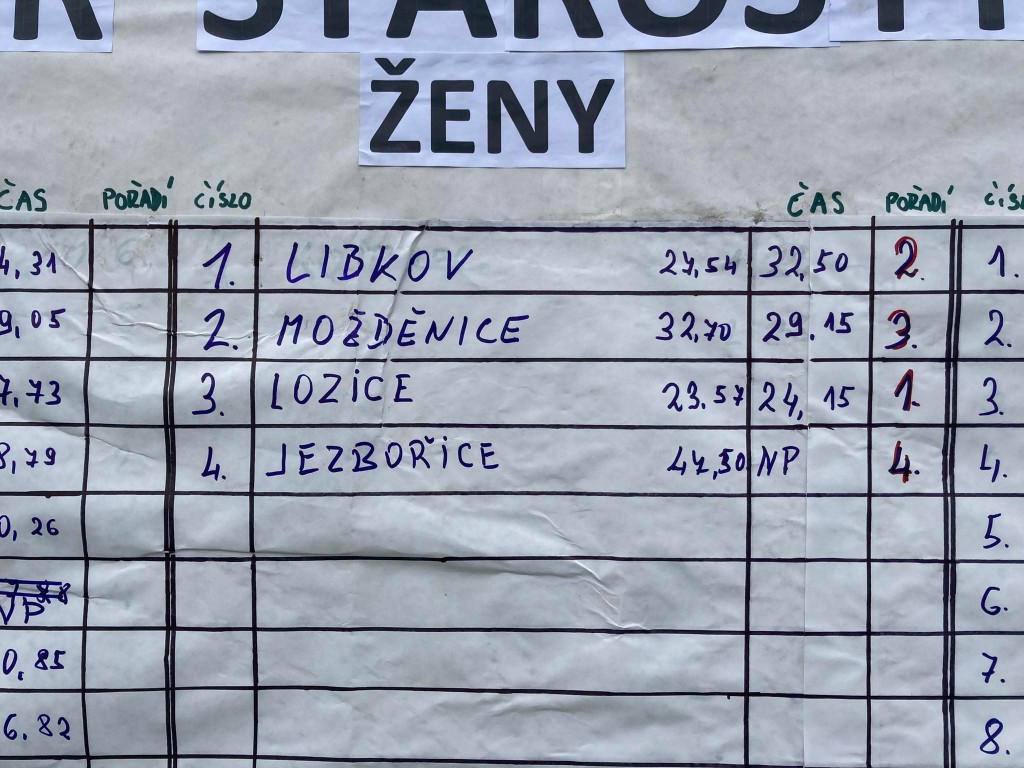 STAROSTY
ŽENY
ČAS POŘADÍ ČÍSLO ČAS POŘADÍ ČÍSL
4,31 1. LIBKOV 27,54 32,50 2. 1.
9,05 2. MOŽDĚNICE 32,70 29.15 3. 2.
7,73 3. LOZICE 23.57 24,15 1. 3.
8,79 4. JEZBOŘICE 47,50 NP 4. 4.
0,26 5.
NP 6.
0,85 7.
6.82 8.